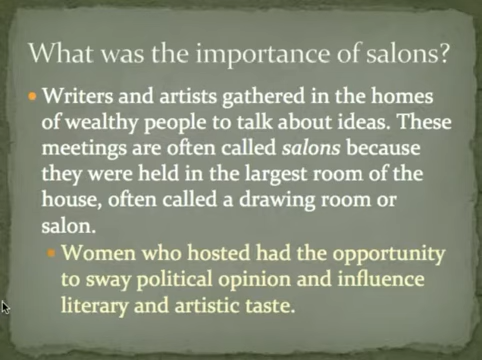 What was the importance of salons?
Writers and artists gathered in the homes
of wealthy people to talk about ideas. These
meetings are often called salons because
they were held in the largest room of the
house, often called a drawing room or
salon.
Women who hosted had the opportunity
to sway political opinion and influence
literary and artistic taste.